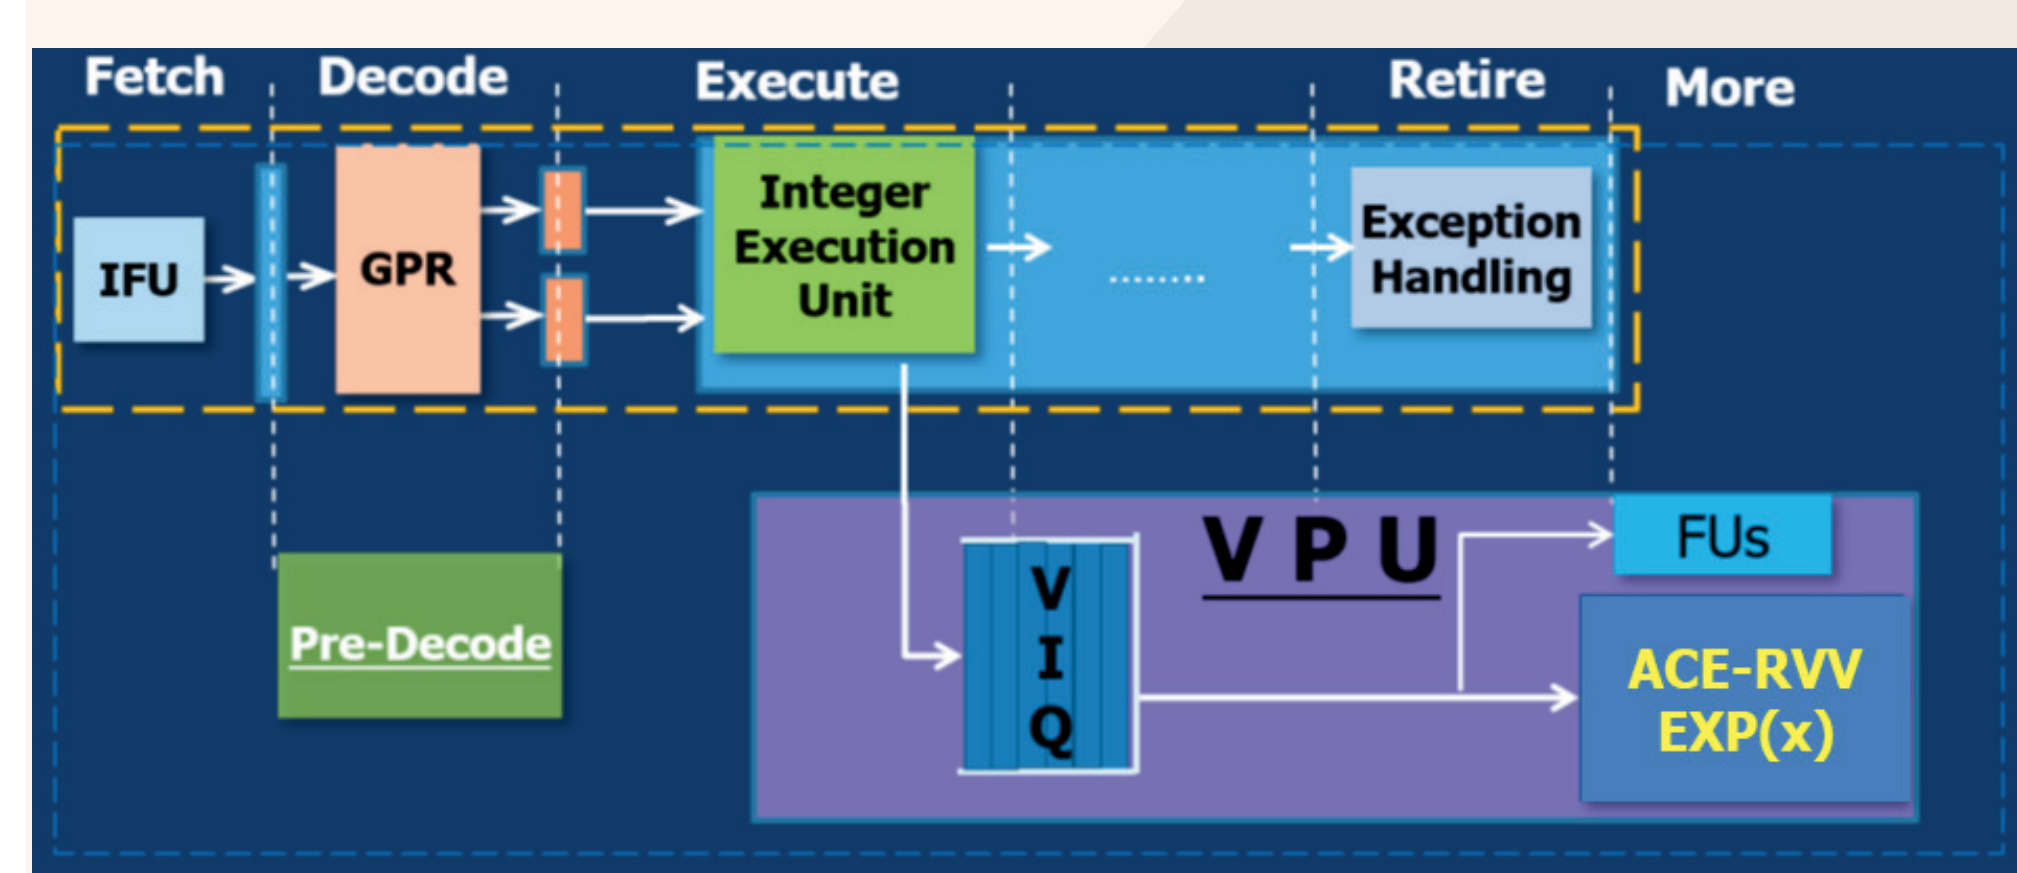 Fetch
Decode
Execute
Retire
More
IFU
GPR
Integer
Execution
Unit
........
Exception
Handling
Pre-Decode
V
I
Q
V P U
FUs
ACE-RVV
EXP(x)